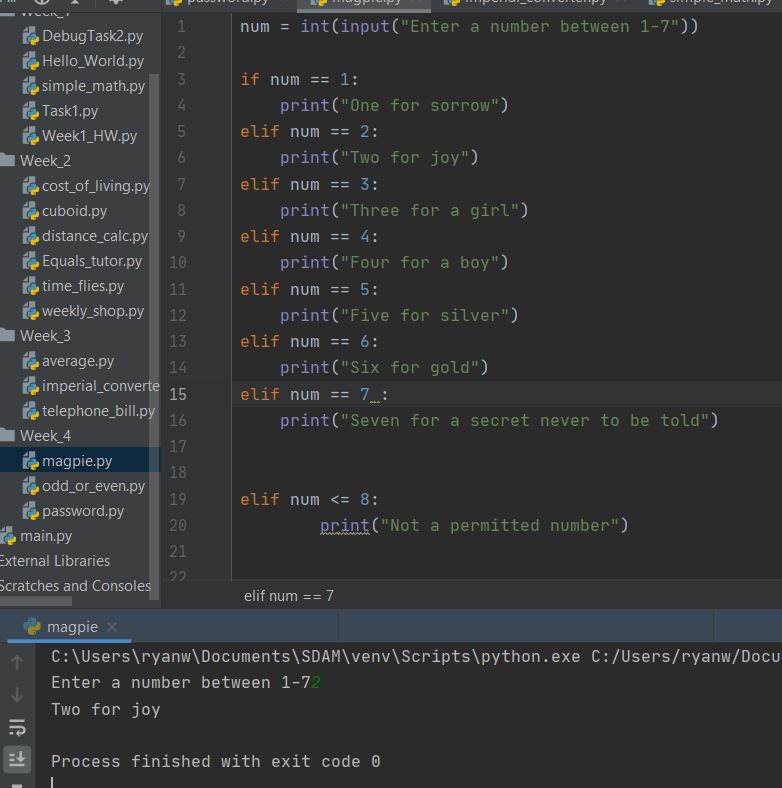 password.py
magpie.py
imperial_converter.py
simple_math.py
Week_1
DebugTask2.py
Hello_World.py
simple_math.py
Task1.py
Week1_HW.py
Week_2
cost_of_living.py
cuboid.py
distance_calc.py
Equals_tutor.py
time_flies.py
weekly_shop.py
Week_3
average.py
imperial_converte
telephone_bill.py
Week_4
magpie.py
odd_or_even.py
password.py
main.py
External Libraries
Scratches and Consoles
1 num = int(input("Enter a number between 1-7"))
2
3 if num == 1:
4 print("One for sorrow")
5 elif num == 2:
6 print("Two for joy")
7 elif num == 3:
8 print("Three for a girl")
9 elif num == 4:
10 print("Four for a boy")
11 elif num == 5:
12 print("Five for silver")
13 elif num == 6:
14 print("Six for gold")
15 elif num == 7 :
16 print("Seven for a secret never to be told")
17
18
19 elif num <= 8:
20 print("Not a permitted number")
21
22
elif num == 7
magpie
C:\Users\ryanw\Documents\SDAM\venv\Scripts\python.exe C:/Users/ryanw/Docu
Enter a number between 1-72
Two for joy
Process finished with exit code 0